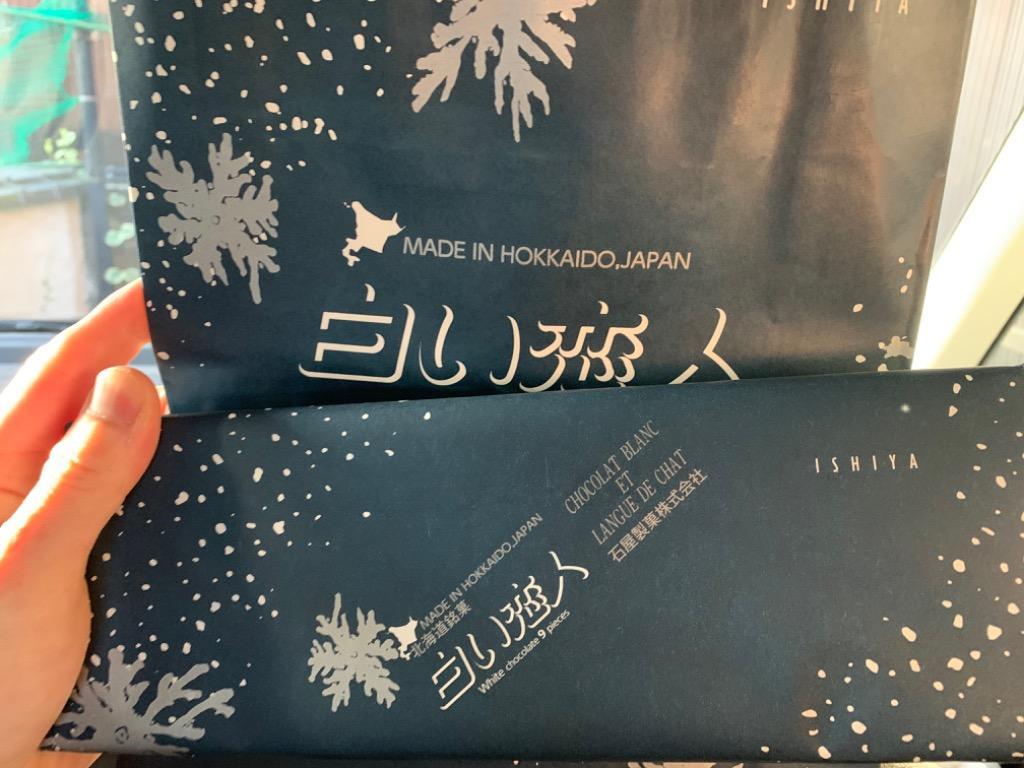 ISHIYA
MADE IN HOKKAIDO,JAPAN
白い恋人
ISHIYA
CHOCOLAT BLANC
ET
LANGUE DE CHAT
石屋製菓株式会社
MADE IN HOKKAIDO,JAPAN
北海道銘菓
白い恋人
White chocolate 9 pieces